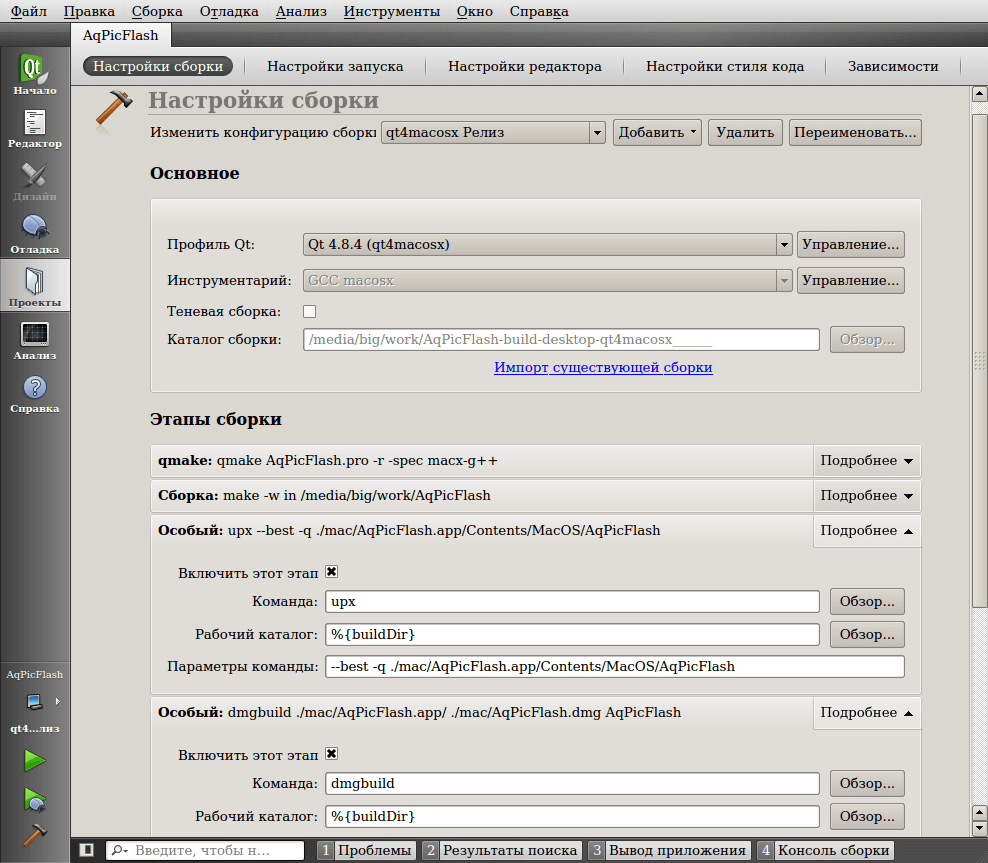 Файл Правка Сборка Отладка Анализ Инструменты Окно Справка
AqPicFlash
Настройки сборки Настройки запуска Настройки редактора Настройки стиля кода Зависимости
Qt
Начало
Редактор
Дизайн
Отладка
Проекты
Анализ
Справка
AqPicFlash
qt4...лиз
Настройки сборки
Изменить конфигурацию сборки qt4macosx Релиз Добавить Удалить Переименовать...
Основное
Профиль Qt: Qt 4.8.4 (qt4macosx) Управление...
Инструментарий: GCC macosx Управление...
Теневая сборка:
Каталог сборки: /media/big/work/AqPicFlash-build-desktop-qt4macosx______ Обзор...
Импорт существующей сборки
Этапы сборки
qmake: qmake AqPicFlash.pro -r -spec macx-g++ Подробнее
Сборка: make -w in /media/big/work/AqPicFlash Подробнее
Особый: upx --best -q ./mac/AqPicFlash.app/Contents/MacOS/AqPicFlash Подробнее
Включить этот этап
Команда: upx Обзор...
Рабочий каталог: %{buildDir} Обзор...
Параметры команды: --best -q ./mac/AqPicFlash.app/Contents/MacOS/AqPicFlash
Особый: dmgbuild ./mac/AqPicFlash.app/ ./mac/AqPicFlash.dmg AqPicFlash Подробнее
Включить этот этап
Команда: dmgbuild Обзор...
Рабочий каталог: %{buildDir} Обзор...
Введите, чтобы н... 1 Проблемы 2 Результаты поиска 3 Вывод приложения 4 Консоль сборки